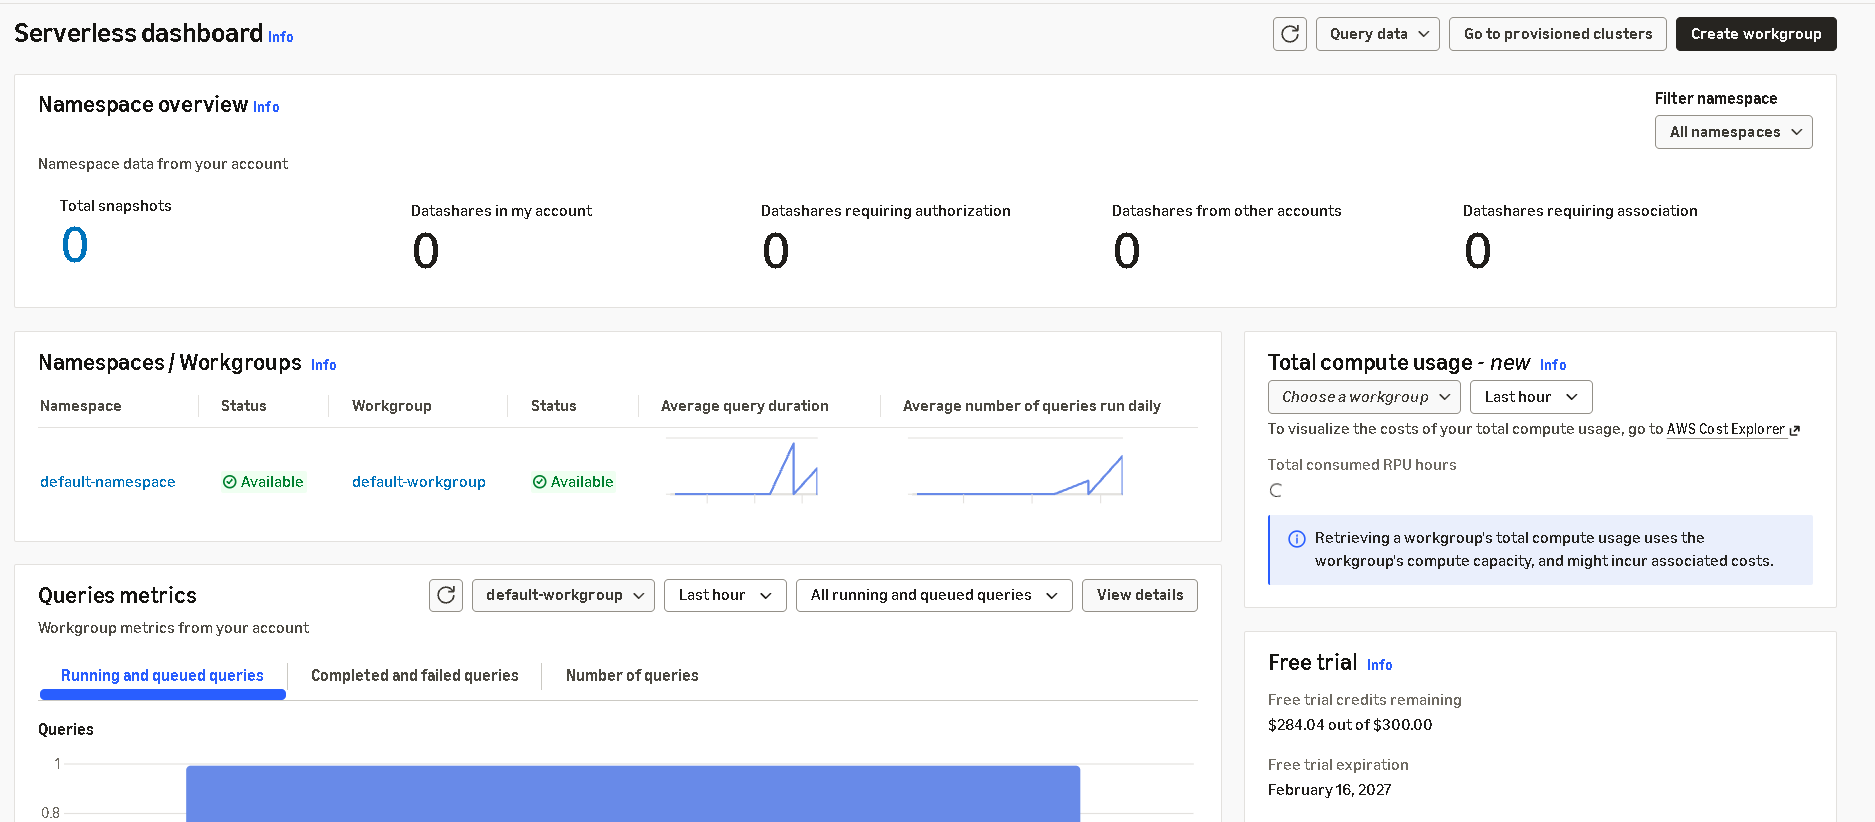 Serverless dashboard Info
Query data
Go to provisioned clusters
Create workgroup
Namespace overview Info
Filter namespace
All namespaces
Namespace data from your account
Total snapshots
0
Datashares in my account
0
Datashares requiring authorization
0
Datashares from other accounts
0
Datashares requiring association
0
Namespaces / Workgroups Info
Namespace Status Workgroup Status Average query duration Average number of queries run daily
default-namespace Available default-workgroup Available
Total compute usage - new Info
Choose a workgroup Last hour
To visualize the costs of your total compute usage, go to AWS Cost Explorer
Total consumed RPU hours
Retrieving a workgroup's total compute usage uses the
workgroup's compute capacity, and might incur associated costs.
Queries metrics
default-workgroup Last hour All running and queued queries View details
Workgroup metrics from your account
Running and queued queries Completed and failed queries Number of queries
Queries
1
0.8
Free trial Info
Free trial credits remaining
$284.04 out of $300.00
Free trial expiration
February 16, 2027